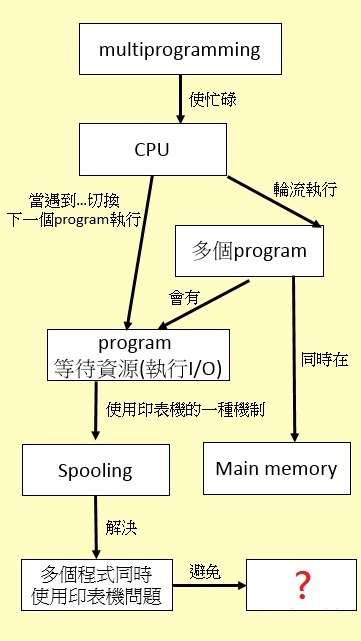 multiprogramming
使忙碌
CPU
當遇到...切換
下一個program執行
輪流執行
多個program
會有
program
等待資源(執行I/O)
同時在
使用印表機的一種機制
Spooling
Main memory
解決
多個程式同時
使用印表機問題
避免
?